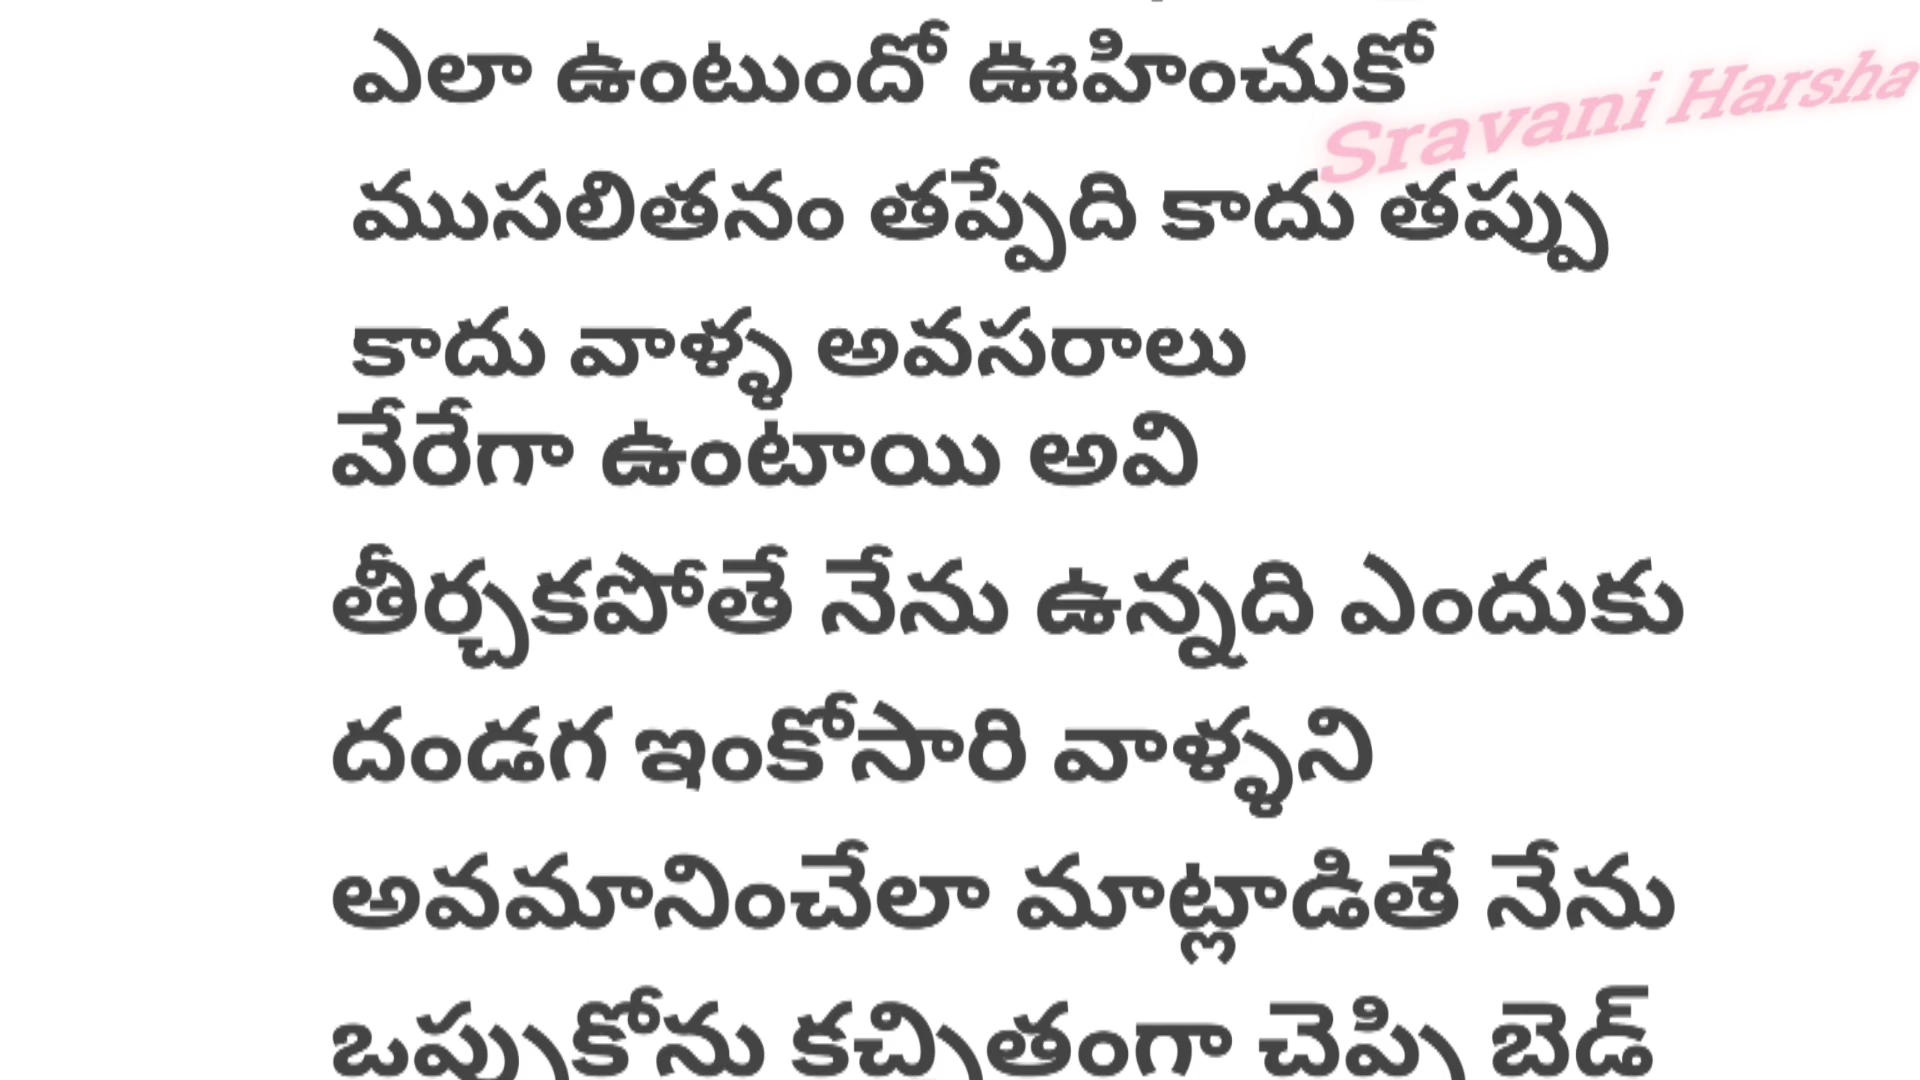 ఎలా ఉంటుందో ఊహించుకో
Sravani Harsha
ముసలితనం తప్పేది కాదు తప్పు
కాదు వాళ్ళ అవసరాలు
వేరేగా ఉంటాయి అవి
తీర్చకపోతే నేను ఉన్నది ఎందుకు
దండగ ఇంకోసారి వాళ్ళని
అవమానించేలా మాట్లాడితే నేను
ఒప్పుకోను కచ్చితంగా చెప్పి బెడ్